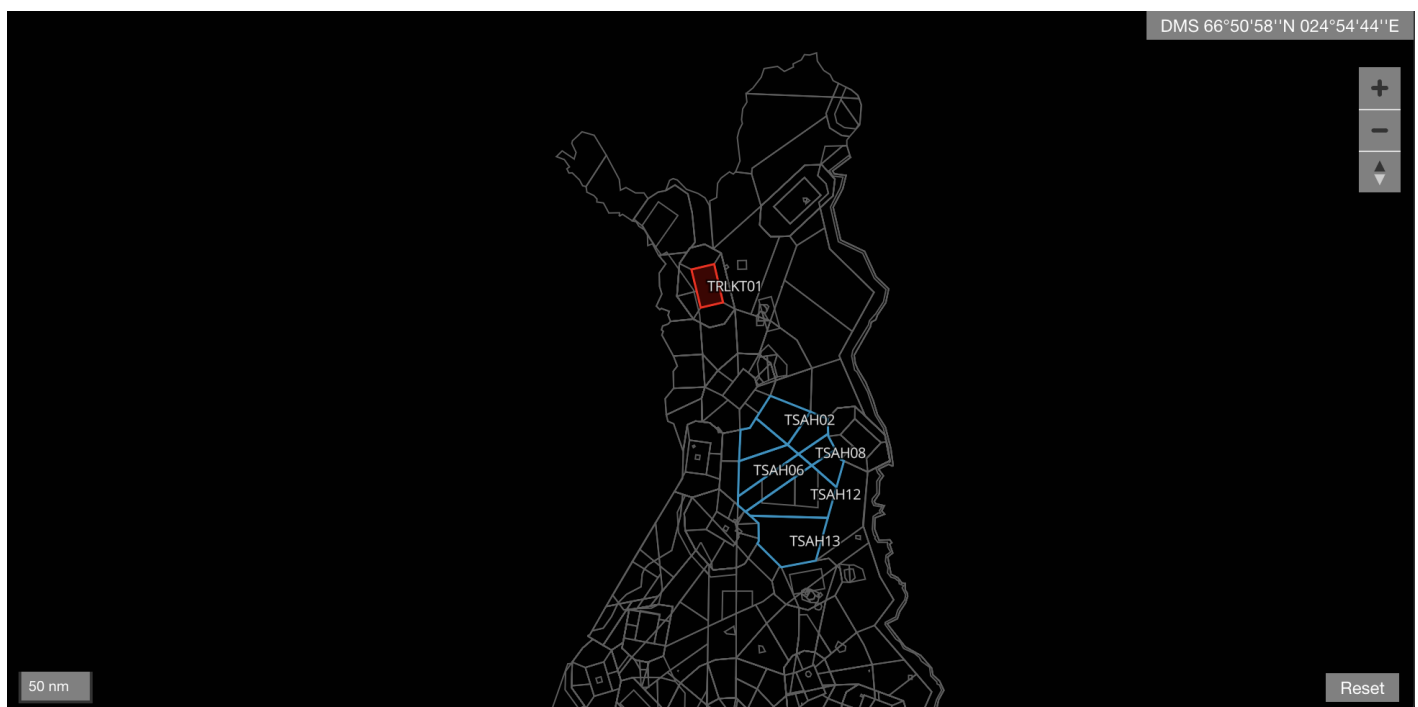 DMS 66°50'58''N 024°54'44''E
+
−
TRLKT01
TSAH02
TSAH08
TSAH06
TSAH12
TSAH13
50 nm
Reset